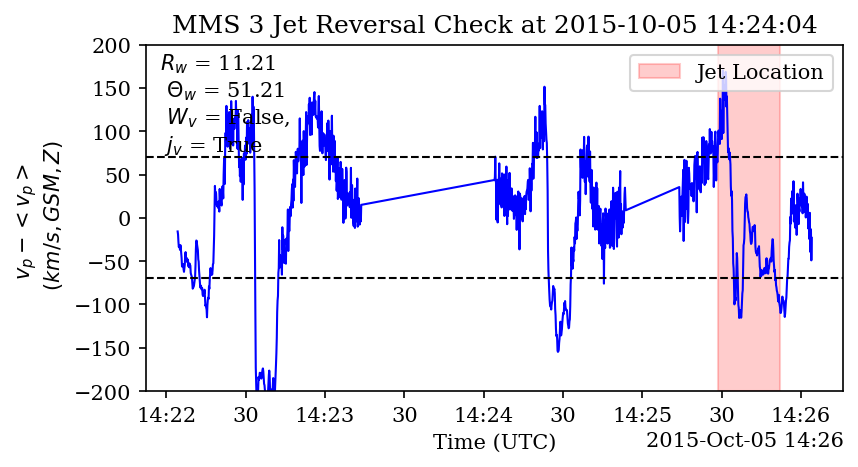 MMS 3 Jet Reversal Check at 2015-10-05 14:24:04
R_w = 11.21
Θ_w = 51.21
W_v = False,
j_v = True
Jet Location
200
150
100
50
0
−50
−100
−150
−200
v_p − < v_p >
(km/s, GSM, Z)
14:22 30 14:23 30 14:24 30 14:25 30 14:26
Time (UTC)
2015-Oct-05 14:26